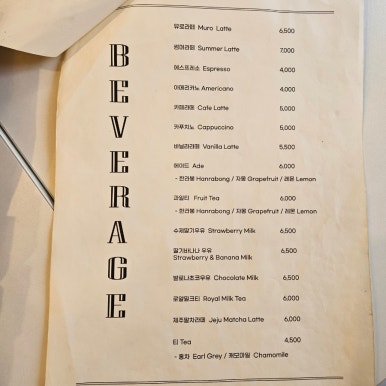 BEVERAGE
뮤로라떼 Muro Latte 6,500
썸머라떼 Summer Latte 7,000
에스프레소 Espresso 4,000
아메리카노 Americano 4,000
카페라떼 Cafe Latte 5,000
카푸치노 Cappuccino 5,000
바닐라라떼 Vanilla Latte 5,500
에이드 Ade 6,000
- 한라봉 Hanrabong / 자몽 Grapefruit / 레몬 Lemon
과일티 Fruit Tea 6,000
- 한라봉 Hanrabong / 자몽 Grapefruit / 레몬 Lemon
수제딸기우유 Strawberry Milk 6,500
딸기바나나 우유 6,500
Strawberry & Banana Milk
발로나초코우유 Chocolate Milk 6,500
로얄밀크티 Royal Milk Tea 6,000
제주말차라떼 Jeju Matcha Latte 6,000
티 Tea 4,500
- 홍차 Earl Grey / 캐모마일 Chamomile